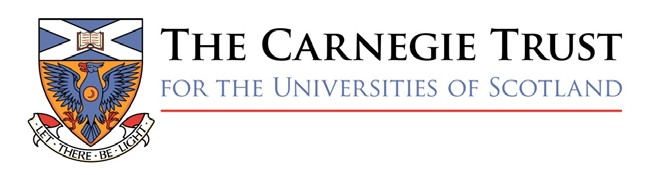 THE CARNEGIE TRUST
FOR THE UNIVERSITIES OF SCOTLAND
LET·THERE·BE·LIGHT